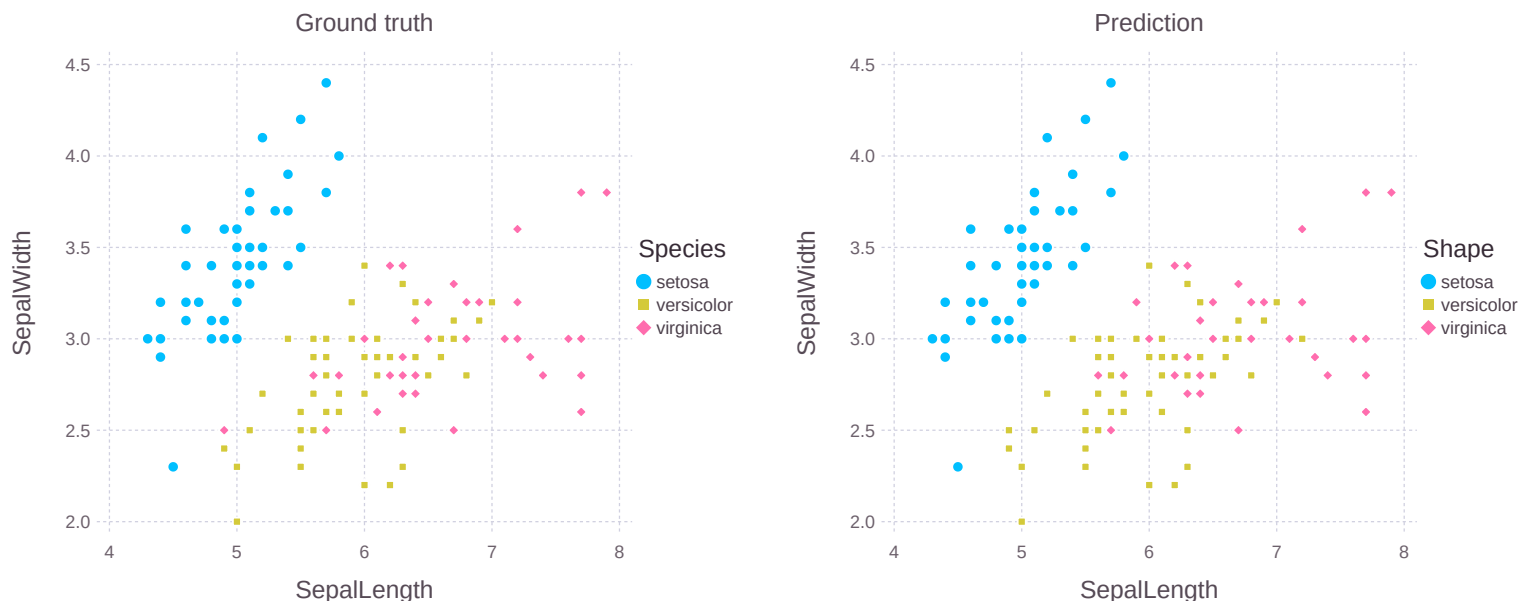 Ground truth
4.5
4.0
3.5
3.0
2.5
2.0
SepalWidth
4 5 6 7 8
SepalLength
Species
setosa
versicolor
virginica
Prediction
4.5
4.0
3.5
3.0
2.5
2.0
SepalWidth
4 5 6 7 8
SepalLength
Shape
setosa
versicolor
virginica